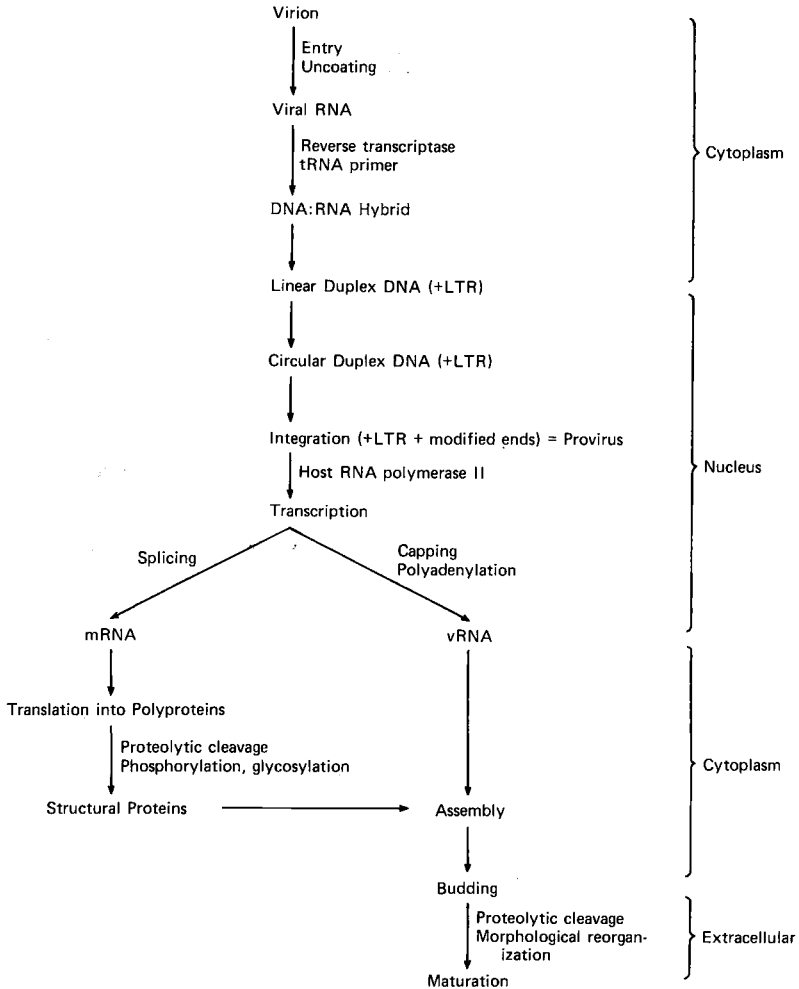 Virion
Entry
Uncoating
Viral RNA
Reverse transcriptase
tRNA primer
Cytoplasm
DNA:RNA Hybrid
Linear Duplex DNA (+LTR)
Circular Duplex DNA (+LTR)
Integration (+LTR + modified ends) = Provirus
Host RNA polymerase II
Nucleus
Transcription
Splicing
Capping
Polyadenylation
mRNA
vRNA
Translation into Polyproteins
Proteolytic cleavage
Phosphorylation, glycosylation
Cytoplasm
Structural Proteins
Assembly
Budding
Proteolytic cleavage
Morphological reorgan-
ization
Extracellular
Maturation